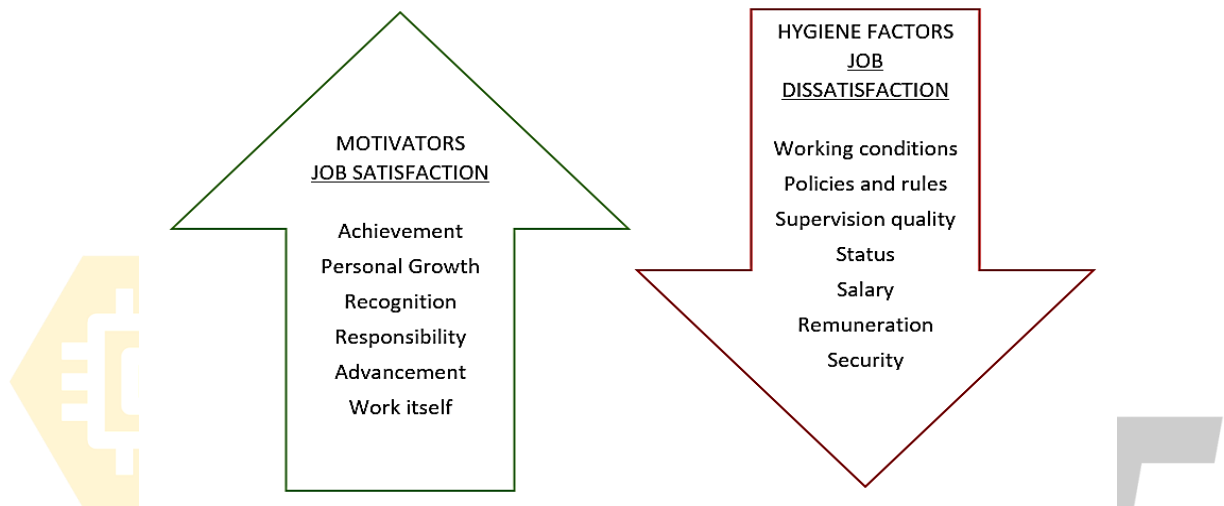 MOTIVATORS
JOB SATISFACTION
Achievement
Personal Growth
Recognition
Responsibility
Advancement
Work itself
HYGIENE FACTORS
JOB
DISSATISFACTION
Working conditions
Policies and rules
Supervision quality
Status
Salary
Remuneration
Security